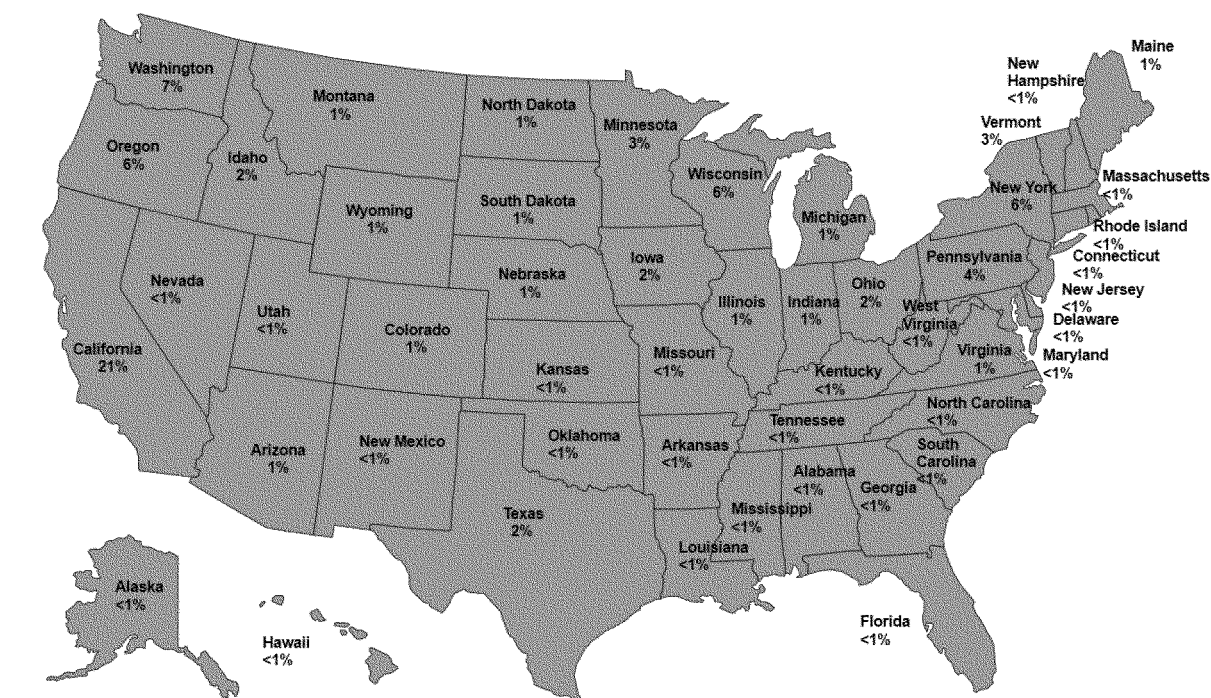 Maine
1%
New
Hampshire
<1%
Washington
7%
Montana
1%
North Dakota
1%
Minnesota
3%
Vermont
3%
Oregon
6%
Idaho
2%
Wisconsin
6%
Massachusetts
<1%
New York
6%
Wyoming
1%
South Dakota
1%
Michigan
1%
Rhode Island
<1%
Connecticut
<1%
Pennsylvania
4%
Iowa
2%
Nebraska
1%
Nevada
<1%
Ohio
2%
New Jersey
<1%
Illinois
1%
Indiana
1%
West
Virginia
<1%
Utah
<1%
Colorado
1%
Delaware
<1%
California
21%
Missouri
<1%
Virginia
1%
Maryland
<1%
Kansas
<1%
Kentucky
<1%
North Carolina
<1%
Tennessee
<1%
Arizona
1%
New Mexico
<1%
Oklahoma
<1%
Arkansas
<1%
South
Carolina
<1%
Alabama
<1%
Georgia
<1%
Mississippi
<1%
Texas
2%
Louisiana
<1%
Alaska
<1%
Hawaii
<1%
Florida
<1%